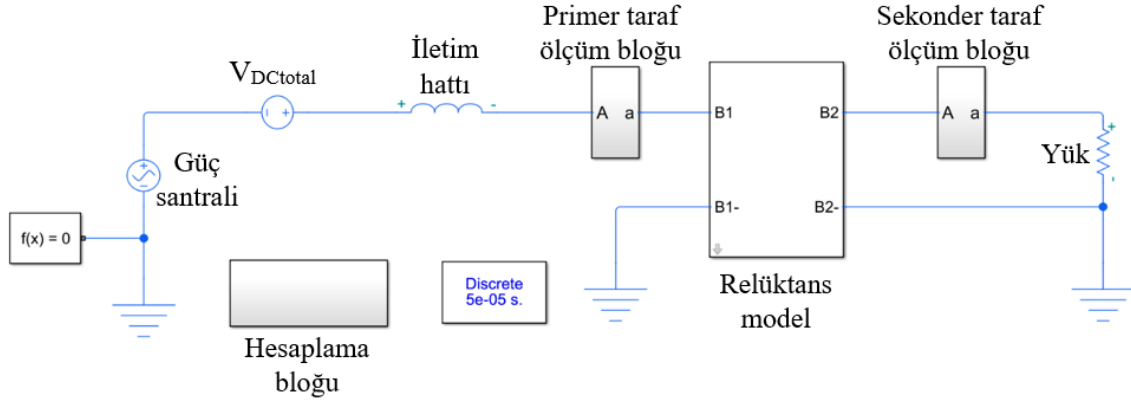 Primer taraf
ölçüm bloğu
Sekonder taraf
ölçüm bloğu
İletim
hattı
VDCtotal
A a
B1 B2
A a
Yük
Güç
santrali
B1- B2-
f(x) = 0
Discrete
5e-05 s.
Relüktans
model
Hesaplama
bloğu